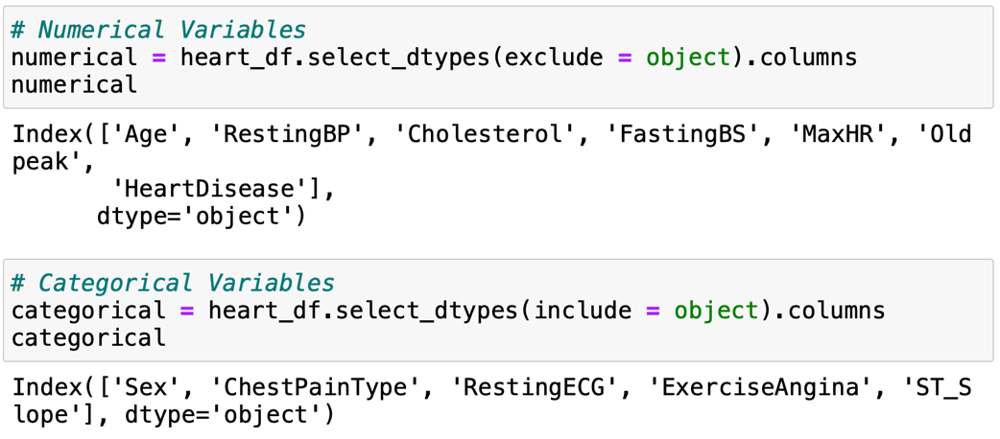 # Numerical Variables
numerical = heart_df.select_dtypes(exclude = object).columns
numerical
Index(['Age', 'RestingBP', 'Cholesterol', 'FastingBS', 'MaxHR', 'Old
peak',
       'HeartDisease'],
      dtype='object')
# Categorical Variables
categorical = heart_df.select_dtypes(include = object).columns
categorical
Index(['Sex', 'ChestPainType', 'RestingECG', 'ExerciseAngina', 'ST_S
lope'], dtype='object')